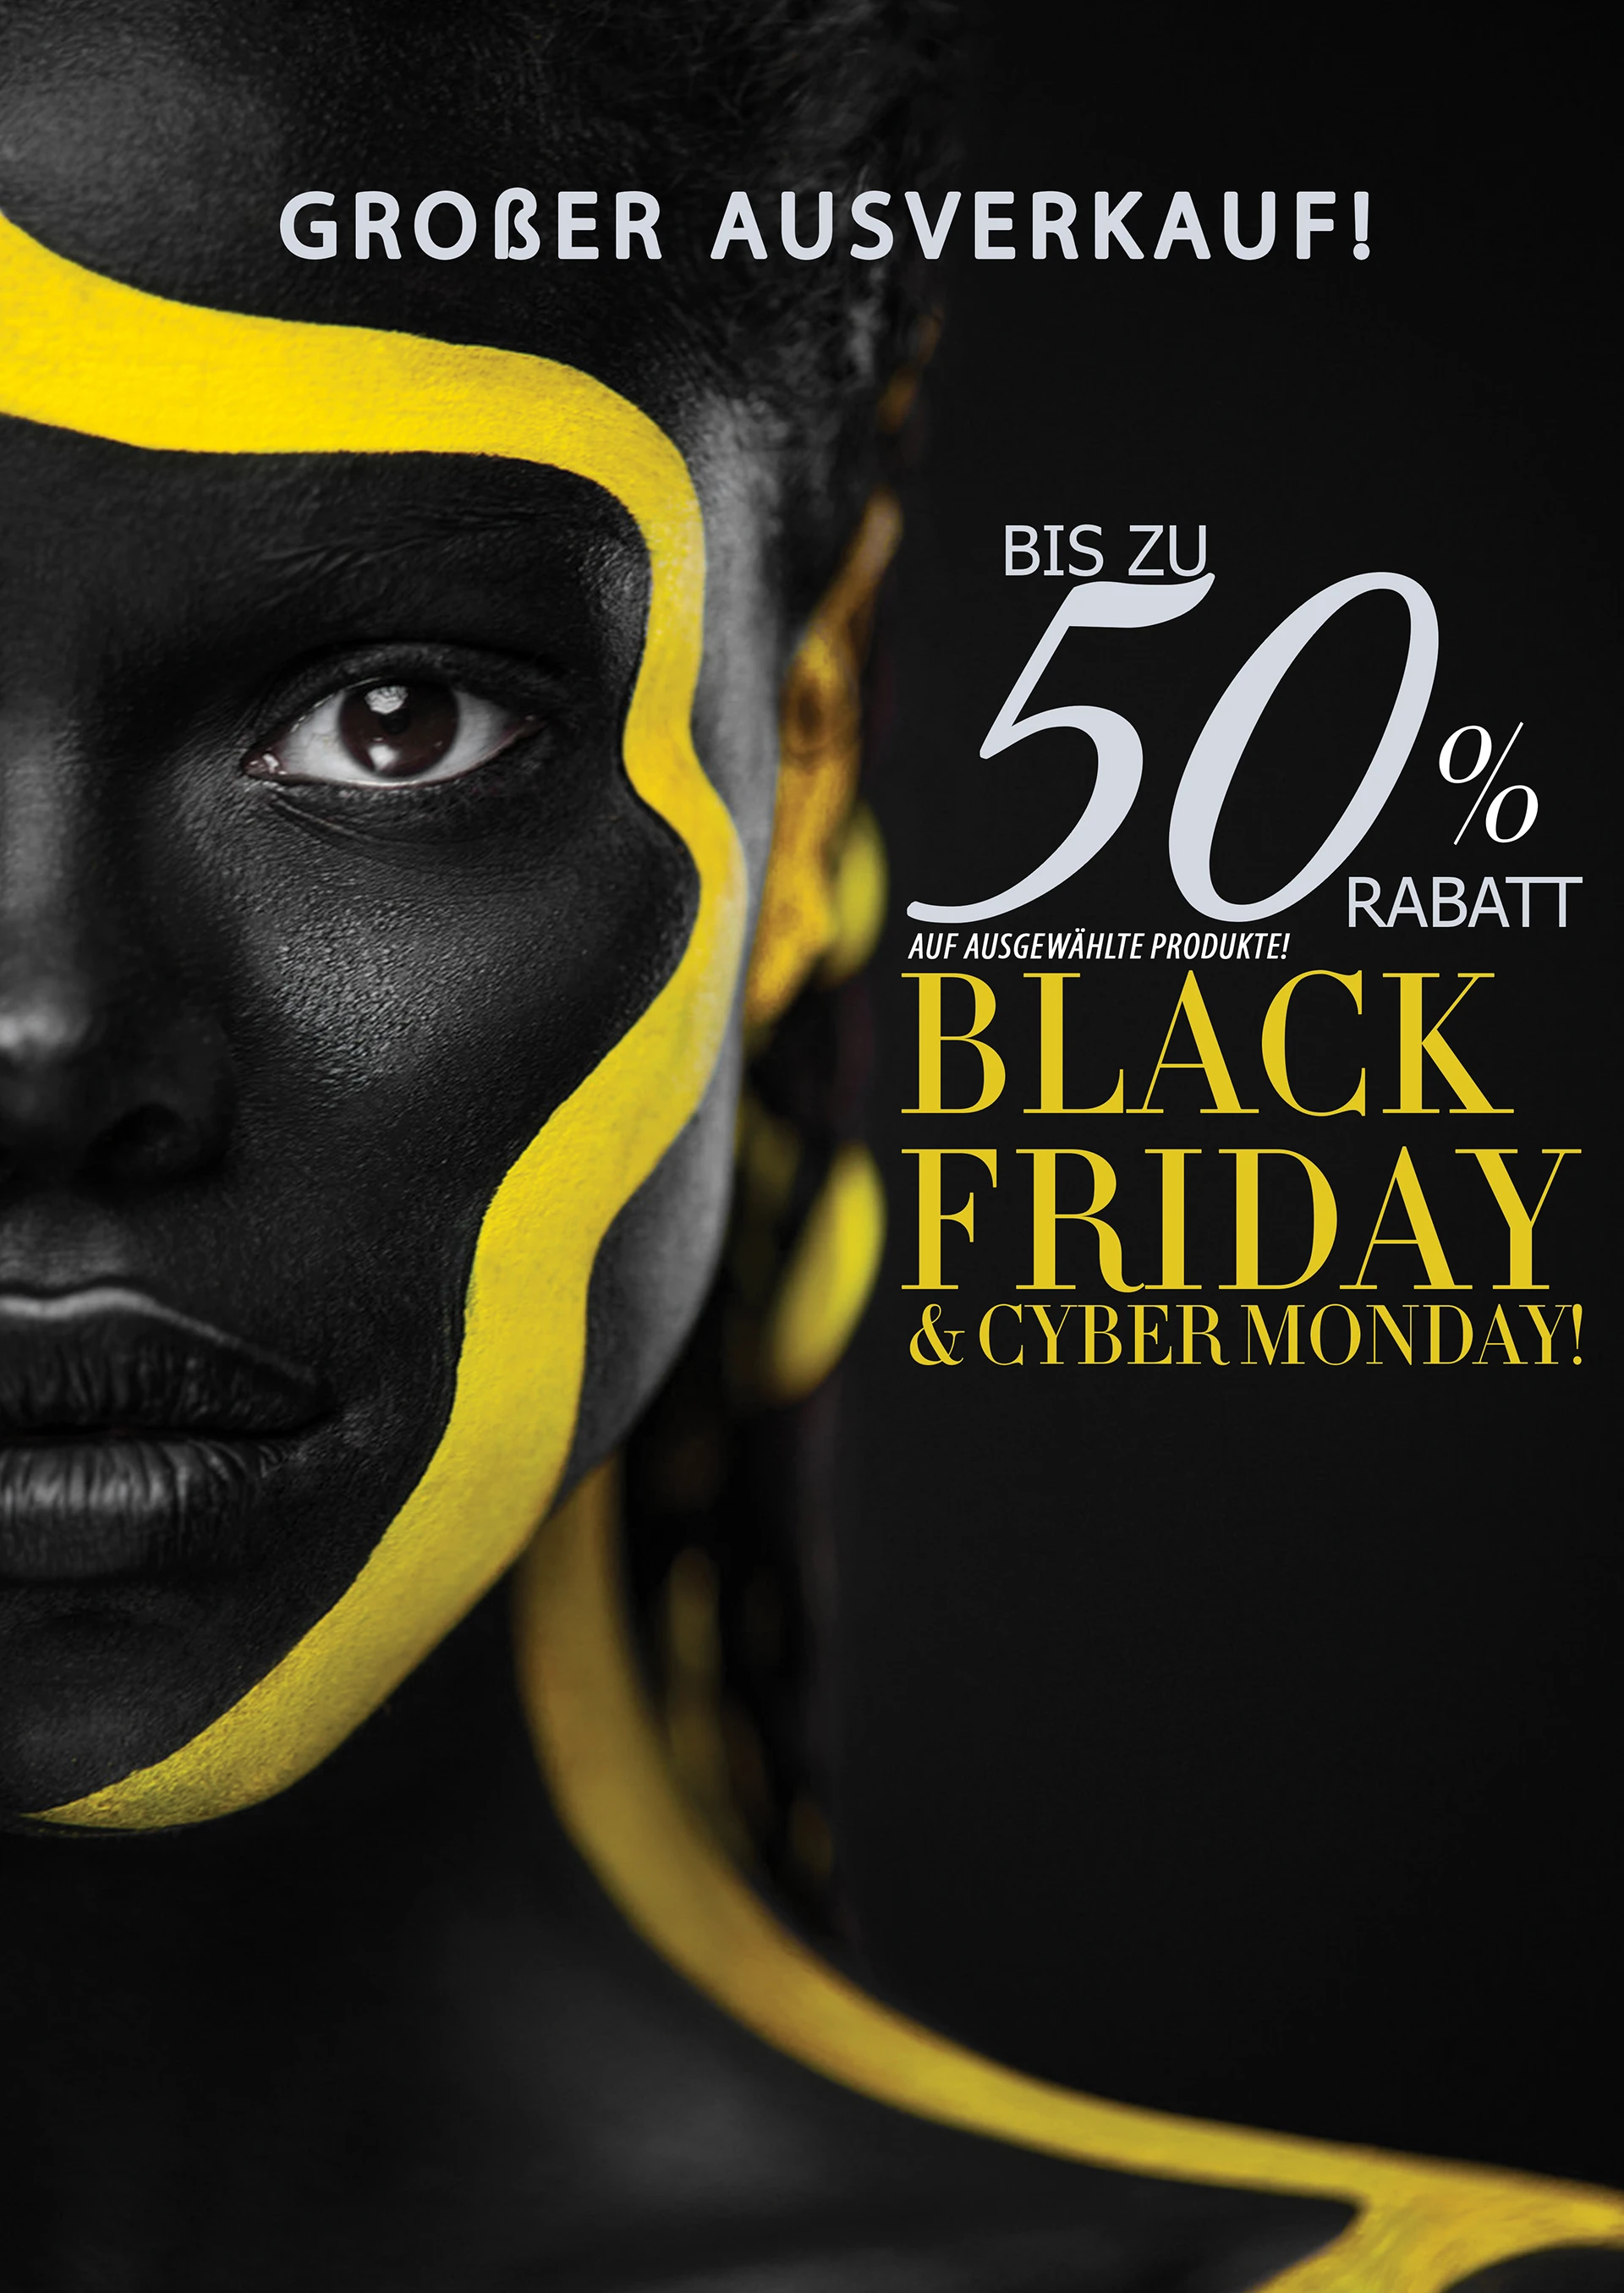 GROßER AUSVERKAUF!
BIS ZU
50%
RABATT
AUF AUSGEWÄHLTE PRODUKTE!
BLACK
FRIDAY
& CYBER MONDAY!